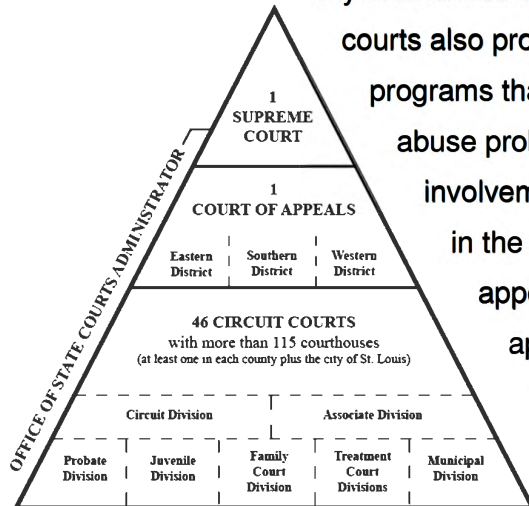 courts also pro
programs tha
abuse pro
involvem
in the
appe
ap
OFFICE OF STATE COURTS ADMINISTRATOR
1
SUPREME
COURT
1
COURT OF APPEALS
Eastern
District
Southern
District
Western
District
46 CIRCUIT COURTS
with more than 115 courthouses
(at least one in each county plus the city of St. Louis)
Circuit Division
Associate Division
Probate
Division
Juvenile
Division
Family
Court
Division
Treatment
Court
Divisions
Municipal
Division